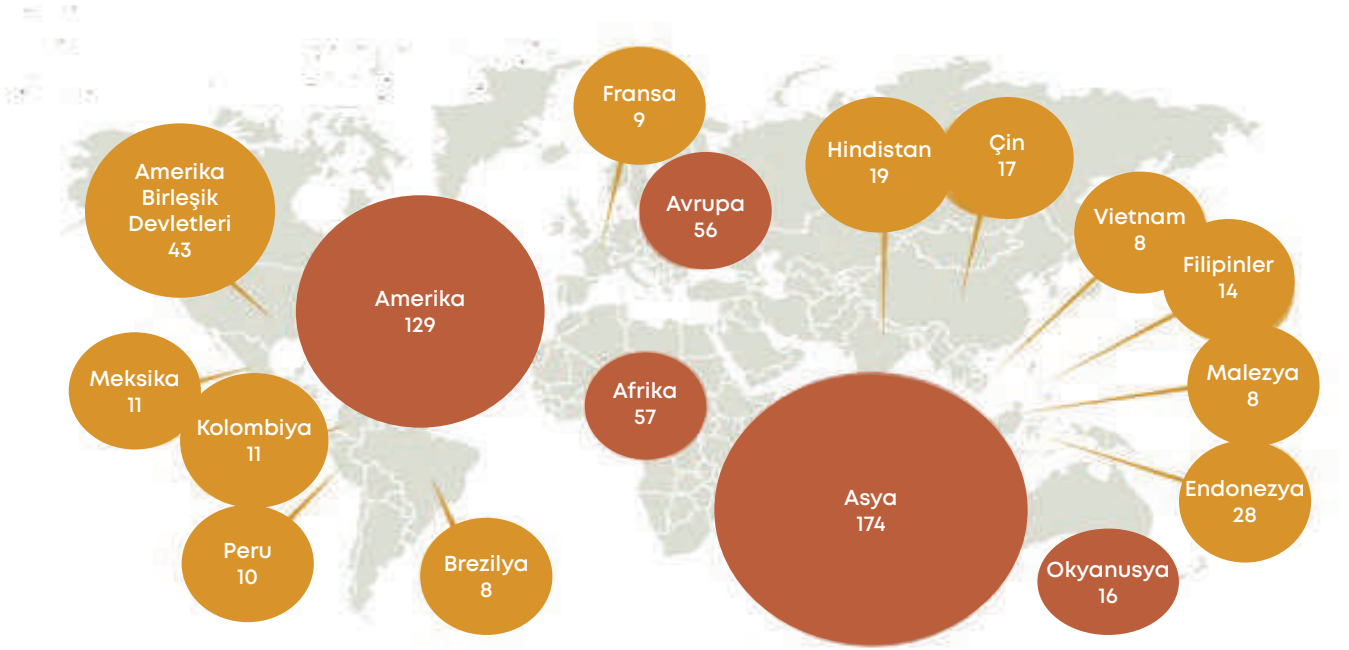 Fransa
9
Hindistan
19
Çin
17
Amerika
Birleşik
Devletleri
43
Avrupa
56
Vietnam
8
Filipinler
14
Amerika
129
Meksika
11
Afrika
57
Malezya
8
Kolombiya
11
Asya
174
Endonezya
28
Peru
10
Brezilya
8
Okyanusya
16